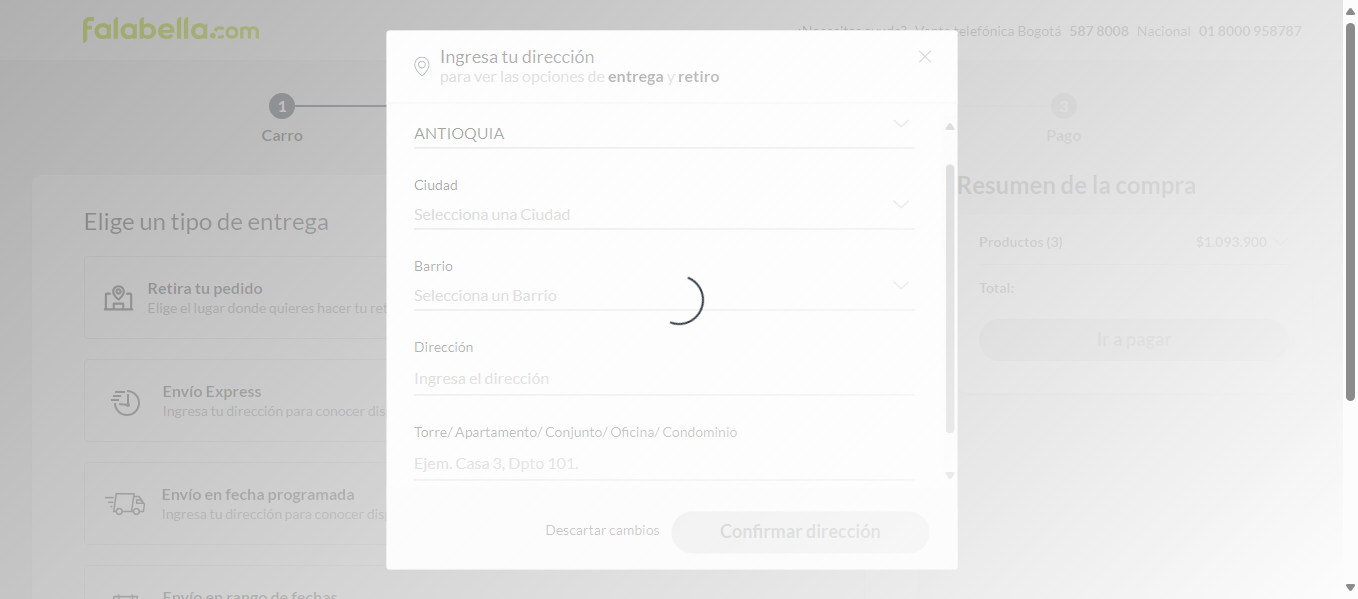 falabella.com
¿Necesitas ayuda? Venta telefónica Bogotá 587 8008 Nacional 01 8000 958787
Ingresa tu dirección
para ver las opciones de entrega y retiro
1
Carro
3
Pago
ANTIOQUIA
Ciudad
Selecciona una Ciudad
Barrio
Selecciona un Barrio
Dirección
Ingresa el dirección
Torre/ Apartamento/ Conjunto/ Oficina/ Condominio
Ejem. Casa 3, Dpto 101.
Descartar cambios
Confirmar dirección
Elige un tipo de entrega
Retira tu pedido
Elige el lugar donde quieres hacer tu ret
Envío Express
Ingresa tu dirección para conocer dis
Envío en fecha programada
Ingresa tu dirección para conocer dis
Envío en rango de fechas
Resumen de la compra
Productos (3) $1.093.900
Total:
Ir a pagar